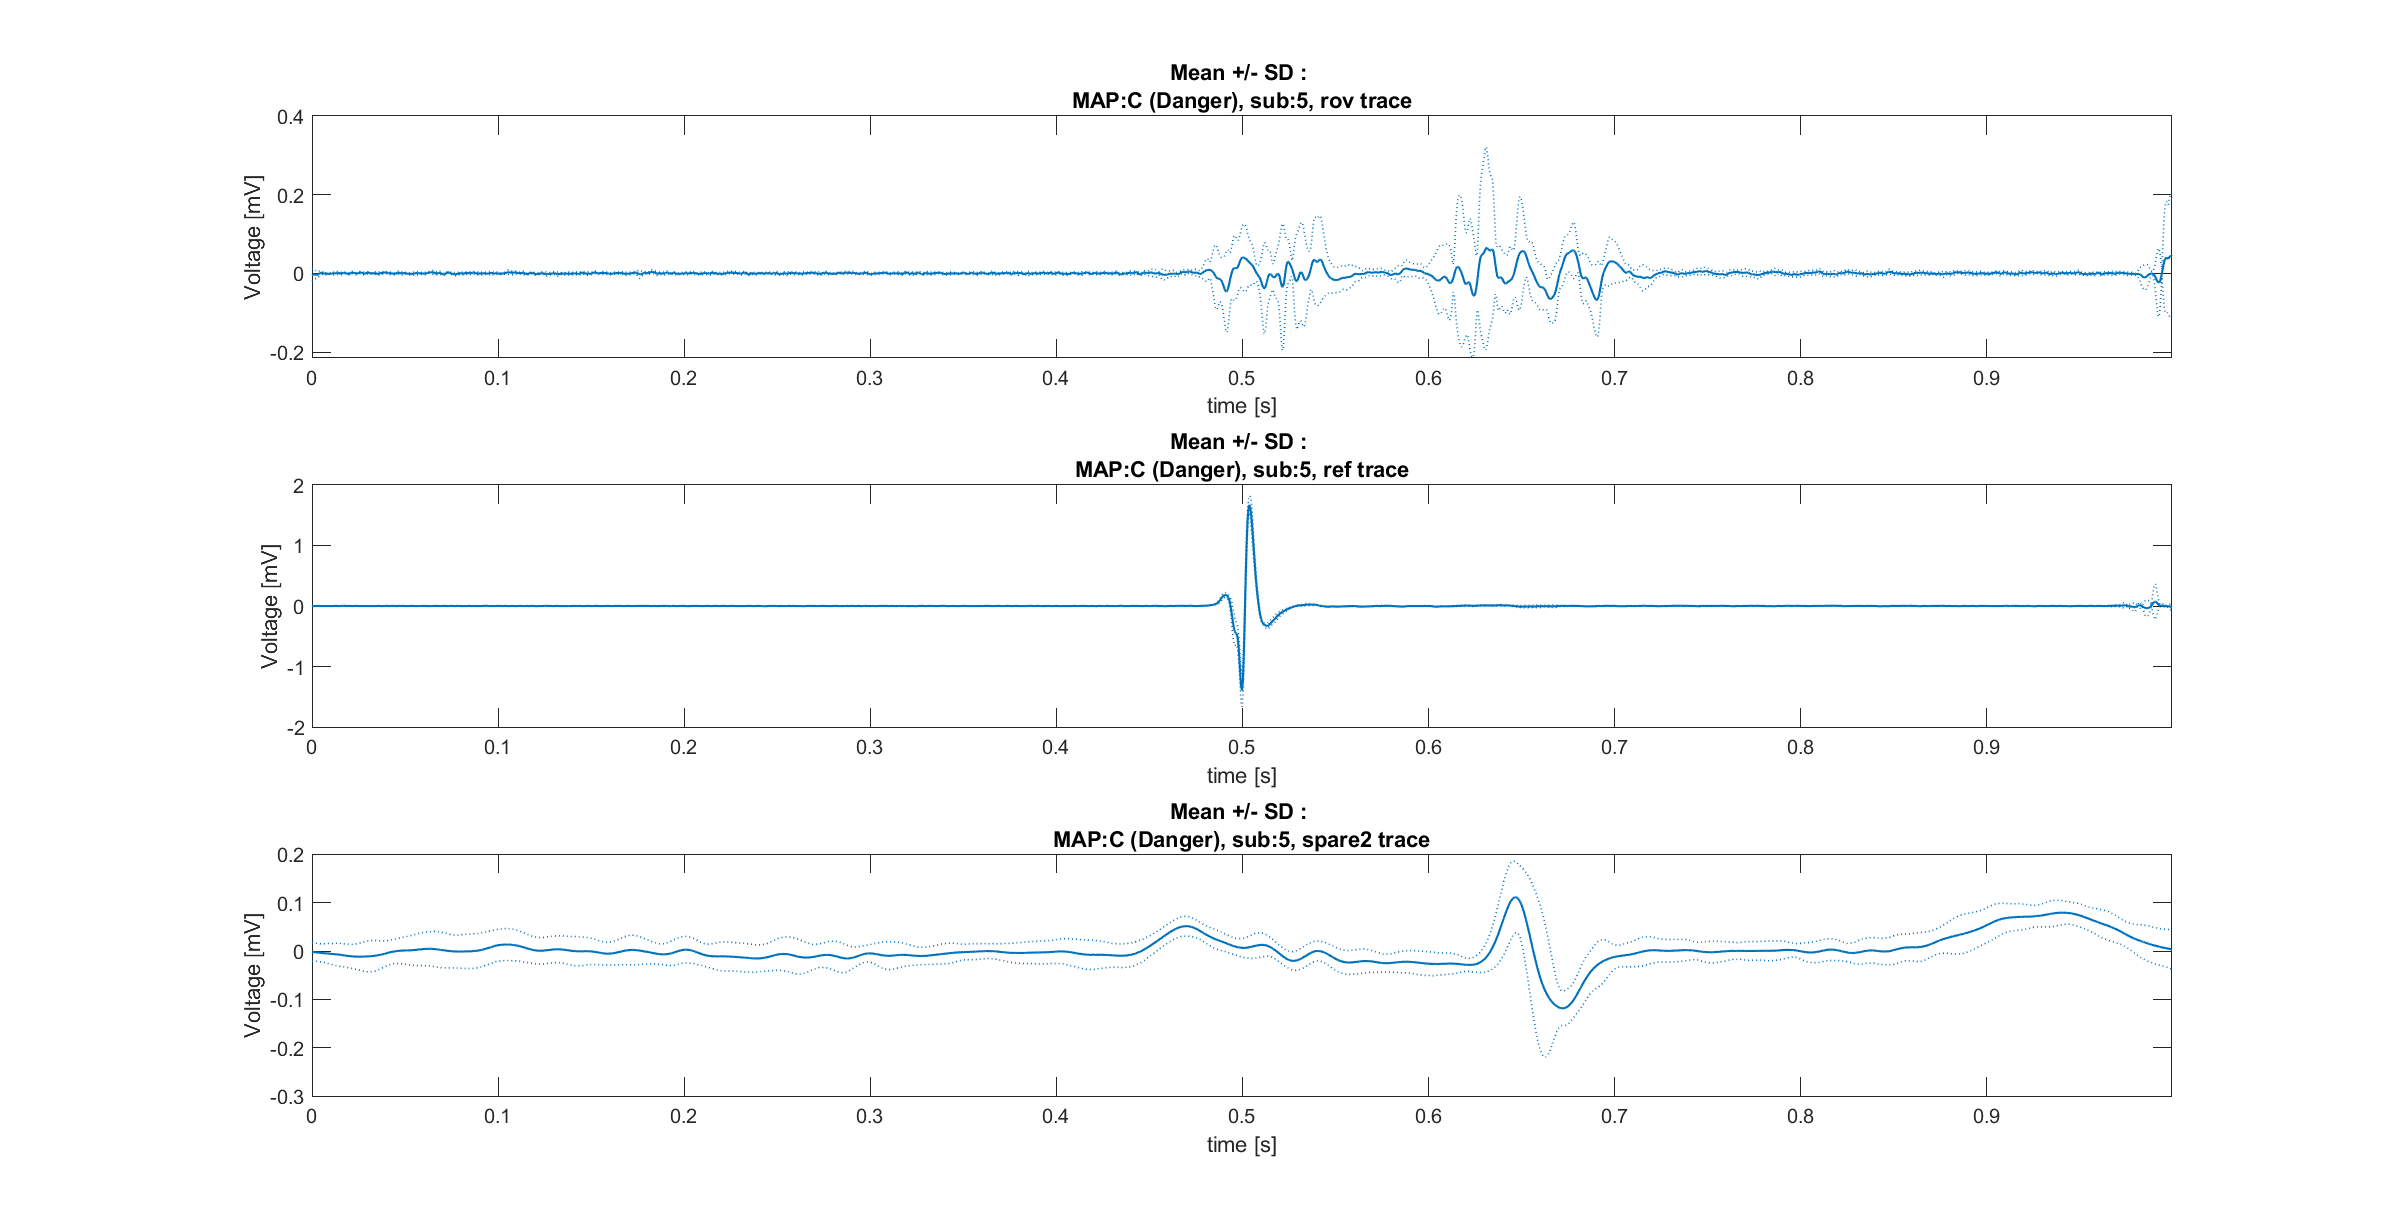 Mean +/- SD :
MAP:C (Danger), sub:5, rov trace
0.4
0.2
0
-0.2
Voltage [mV]
0 0.1 0.2 0.3 0.4 0.5 0.6 0.7 0.8 0.9
time [s]
Mean +/- SD :
MAP:C (Danger), sub:5, ref trace
2
1
0
-1
-2
Voltage [mV]
0 0.1 0.2 0.3 0.4 0.5 0.6 0.7 0.8 0.9
time [s]
Mean +/- SD :
MAP:C (Danger), sub:5, spare2 trace
0.2
0.1
0
-0.1
-0.2
-0.3
Voltage [mV]
0 0.1 0.2 0.3 0.4 0.5 0.6 0.7 0.8 0.9
time [s]